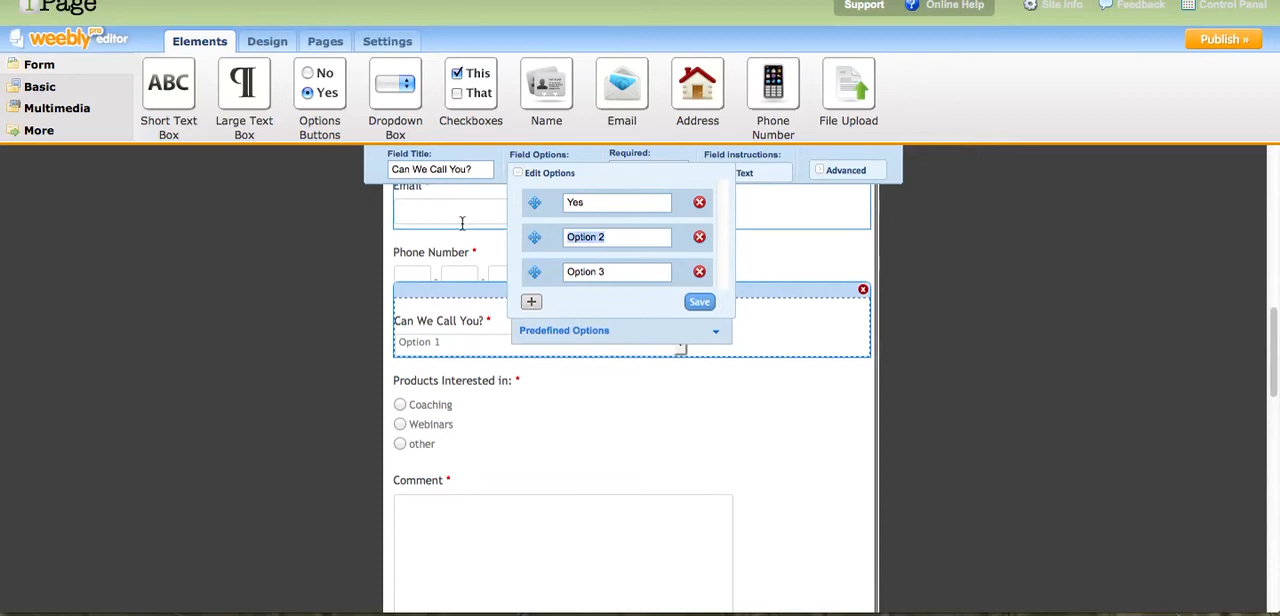 iPage
Support
Online Help
Site Info
Feedback
Control Panel
weebly pro editor
Elements
Design
Pages
Settings
Publish »
Form
Basic
Multimedia
More
ABC
Short Text Box
¶
Large Text Box
No
Yes
Options Buttons
Dropdown Box
This
That
Checkboxes
Name
Email
Address
Phone Number
File Upload
Field Title:
Can We Call You?
Field Options:
Required:
Field instructions:
Text
Advanced
Edit Options
Yes
Option 2
Option 3
+
Save
Predefined Options
Email *
Phone Number *
Can We Call You? *
Option 1
Products Interested in: *
Coaching
Webinars
other
Comment *